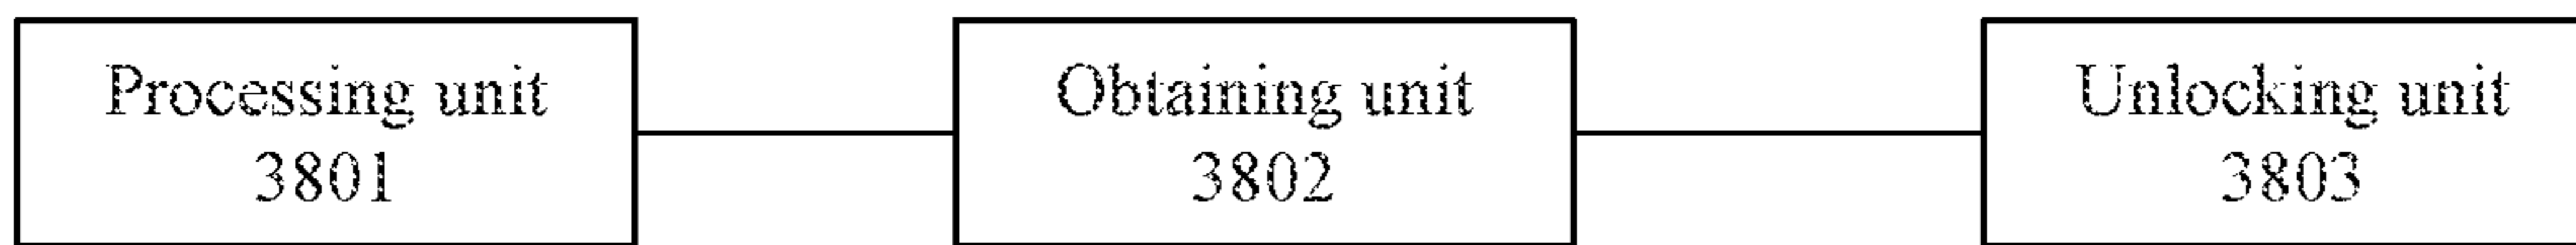 Processing unit
3801
Obtaining unit
3802
Unlocking unit
3803